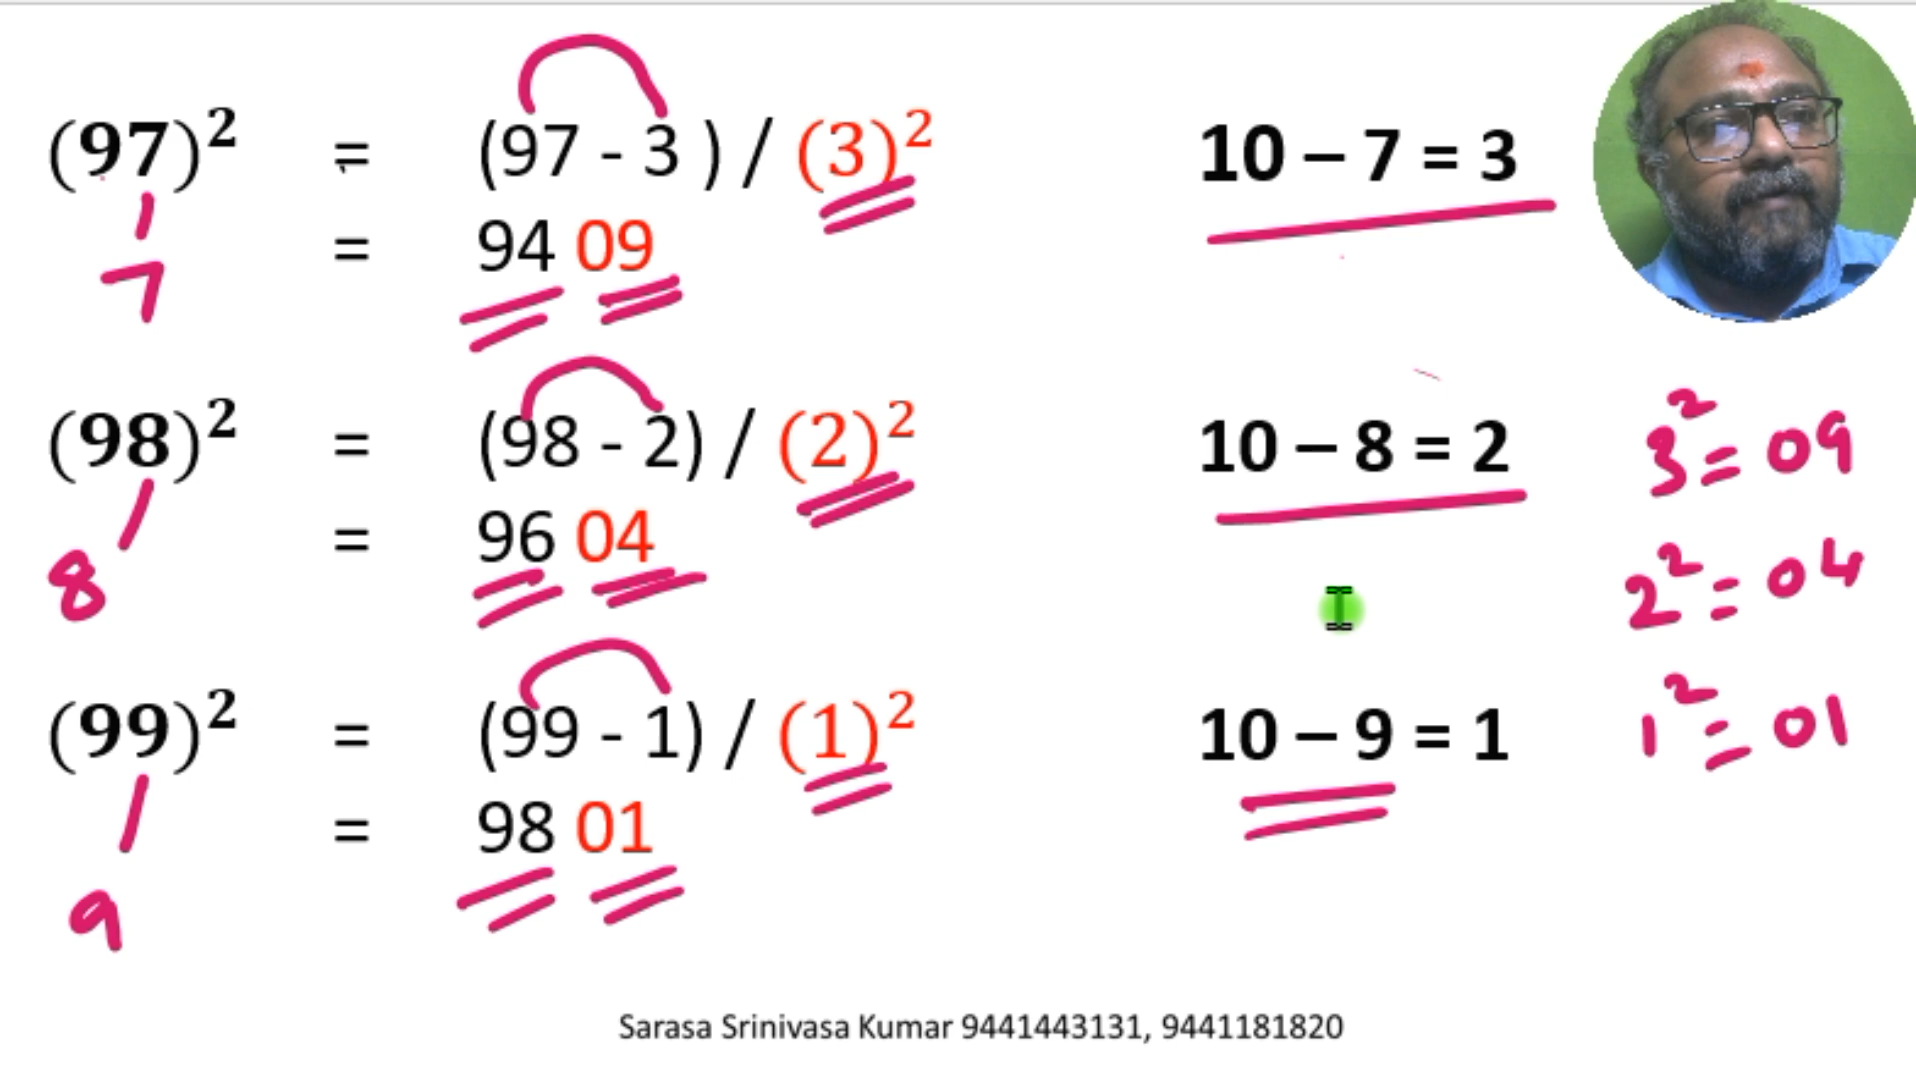 (97)² = (97 - 3 ) / (3)² 10 – 7 = 3
7 = 94 09
(98)² = (98 - 2) / (2)² 10 – 8 = 2 3² = 09
8 = 96 04 2² = 04
(99)² = (99 - 1) / (1)² 10 – 9 = 1 1² = 01
= 98 01
9
Sarasa Srinivasa Kumar 9441443131, 9441181820